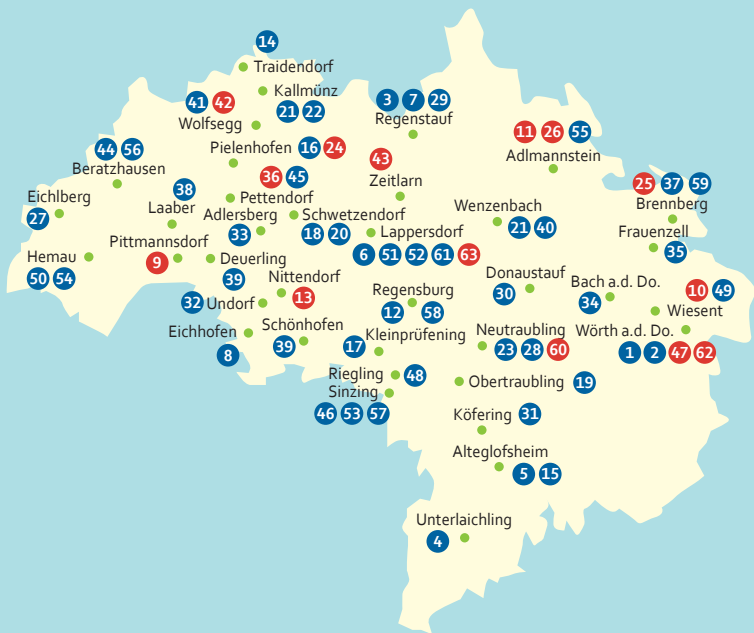 14
Traidendorf
Kallmünz
21 22
41 42
Wolfsegg
3 7 29
Regenstauf
11 26 55
Adlmannstein
Pielenhofen 16 24
44 56
Beratzhausen
43
Zeitlarn
36 45
Pettendorf
25 37 59
Brennberg
Eichlberg
27
38
Laaber
Adlersberg
33
Schwetzendorf
18 20
Wenzenbach
21 40
Frauenzell
35
Lappersdorf
6 51 52 61 63
Hemau
50 54
Pittmannsdorf
9
Deuerling
39
Nittendorf
13
Donaustauf
30
Bach a.d. Do.
34
10 49
Wiesent
32 Undorf
Regensburg
12 58
Eichhofen
8
Schönhofen
39
17
Kleinprüfening
Neutraubling
23 28 60
Wörth a.d. Do.
1 2 47 62
Riegling 48
Sinzing
46 53 57
Obertraubling 19
Köfering 31
Alteglofsheim
5 15
Unterlaichling
4